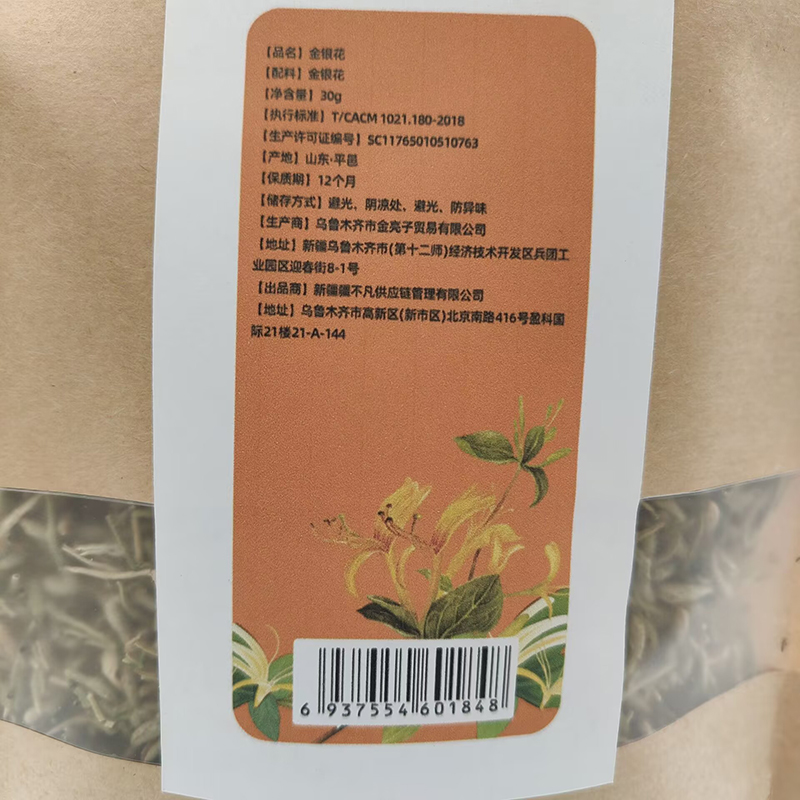 【品名】金银花
【配料】金银花
【净含量】30g
【执行标准】T/CACM 1021.180-2018
【生产许可证编号】SC11765010510763
【产地】山东·平邑
【保质期】12个月
【储存方式】避光、阴凉处、避光、防异味
【生产商】乌鲁木齐市金亮子贸易有限公司
【地址】新疆乌鲁木齐市(第十二师)经济技术开发区兵团工
业园区迎春街8-1号
【出品商】新疆疆不凡供应链管理有限公司
【地址】乌鲁木齐市高新区(新市区)北京南路416号盈科国
际21楼21-A-144
6 937554 601848